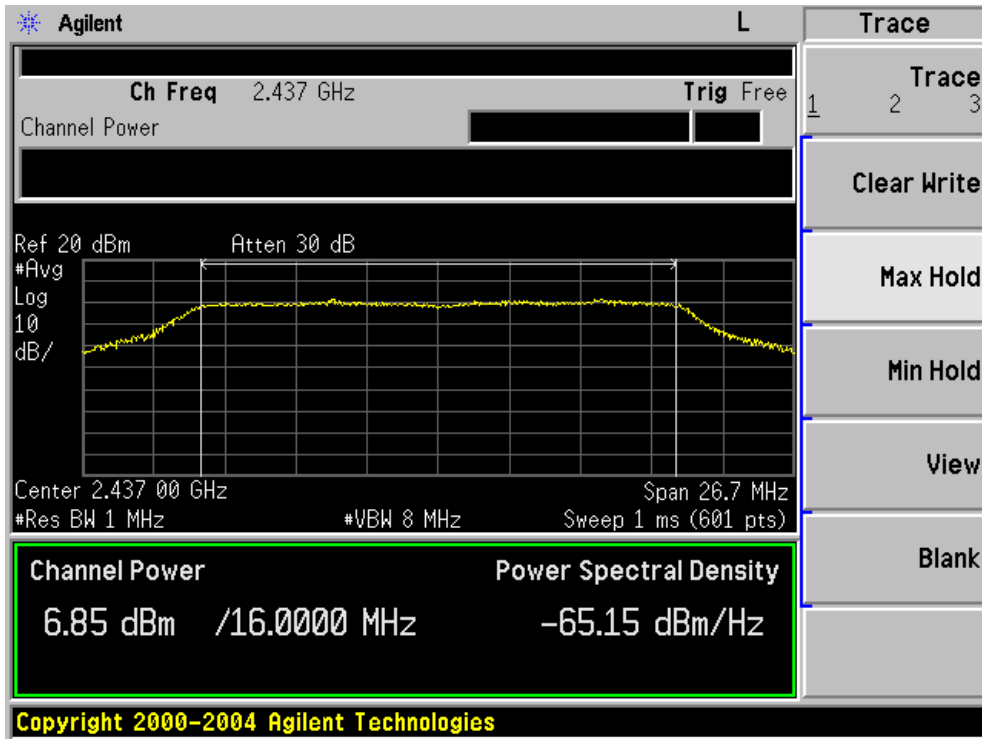 Agilent L Trace
Ch Freq 2.437 GHz Trig Free
Channel Power
Trace
1 2 3
Clear Write
Max Hold
Min Hold
View
Blank
Ref 20 dBm Atten 30 dB
#Avg
Log
10
dB/
Center 2.437 00 GHz Span 26.7 MHz
#Res BW 1 MHz #VBW 8 MHz Sweep 1 ms (601 pts)
Channel Power Power Spectral Density
6.85 dBm /16.0000 MHz -65.15 dBm/Hz
Copyright 2000-2004 Agilent Technologies